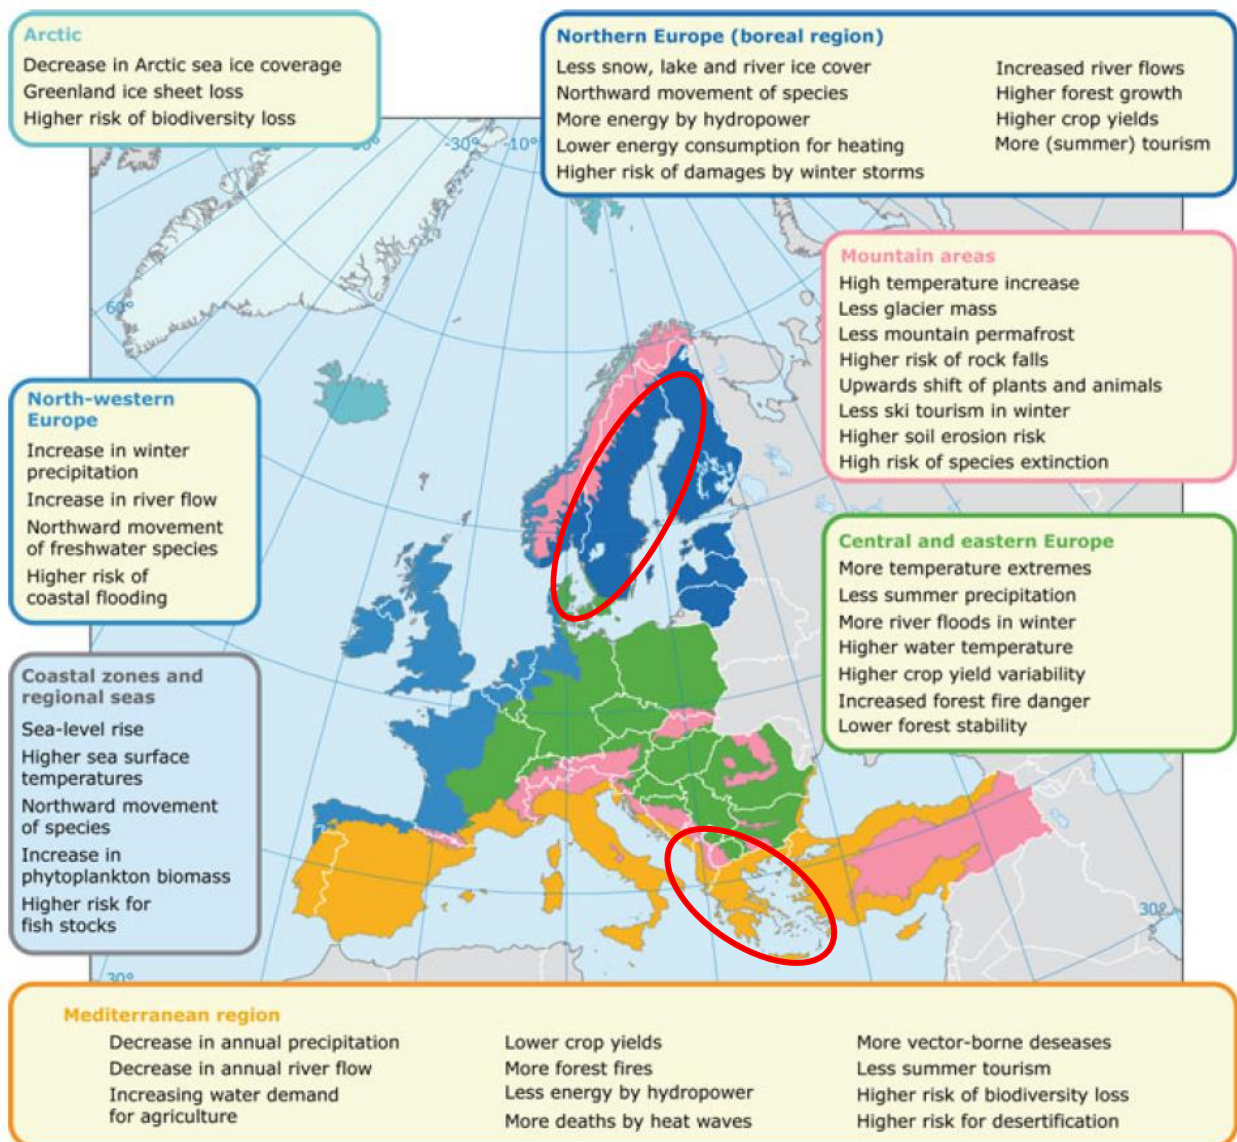 Arctic
Decrease in Arctic sea ice coverage
Greenland ice sheet loss
Higher risk of biodiversity loss
Northern Europe (boreal region)
Less snow, lake and river ice cover
Northward movement of species
More energy by hydropower
Lower energy consumption for heating
Higher risk of damages by winter storms
Increased river flows
Higher forest growth
Higher crop yields
More (summer) tourism
-30°
-10°
60°
Mountain areas
High temperature increase
Less glacier mass
Less mountain permafrost
Higher risk of rock falls
Upwards shift of plants and animals
Less ski tourism in winter
Higher soil erosion risk
High risk of species extinction
North-western
Europe
Increase in winter
precipitation
Increase in river flow
Northward movement
of freshwater species
Higher risk of
coastal flooding
Central and eastern Europe
More temperature extremes
Less summer precipitation
More river floods in winter
Higher water temperature
Higher crop yield variability
Increased forest fire danger
Lower forest stability
Coastal zones and
regional seas
Sea-level rise
Higher sea surface
temperatures
Northward movement
of species
Increase in
phytoplankton biomass
Higher risk for
fish stocks
30°
30°
Mediterranean region
Decrease in annual precipitation
Decrease in annual river flow
Increasing water demand
for agriculture
Lower crop yields
More forest fires
Less energy by hydropower
More deaths by heat waves
More vector-borne deseases
Less summer tourism
Higher risk of biodiversity loss
Higher risk for desertification